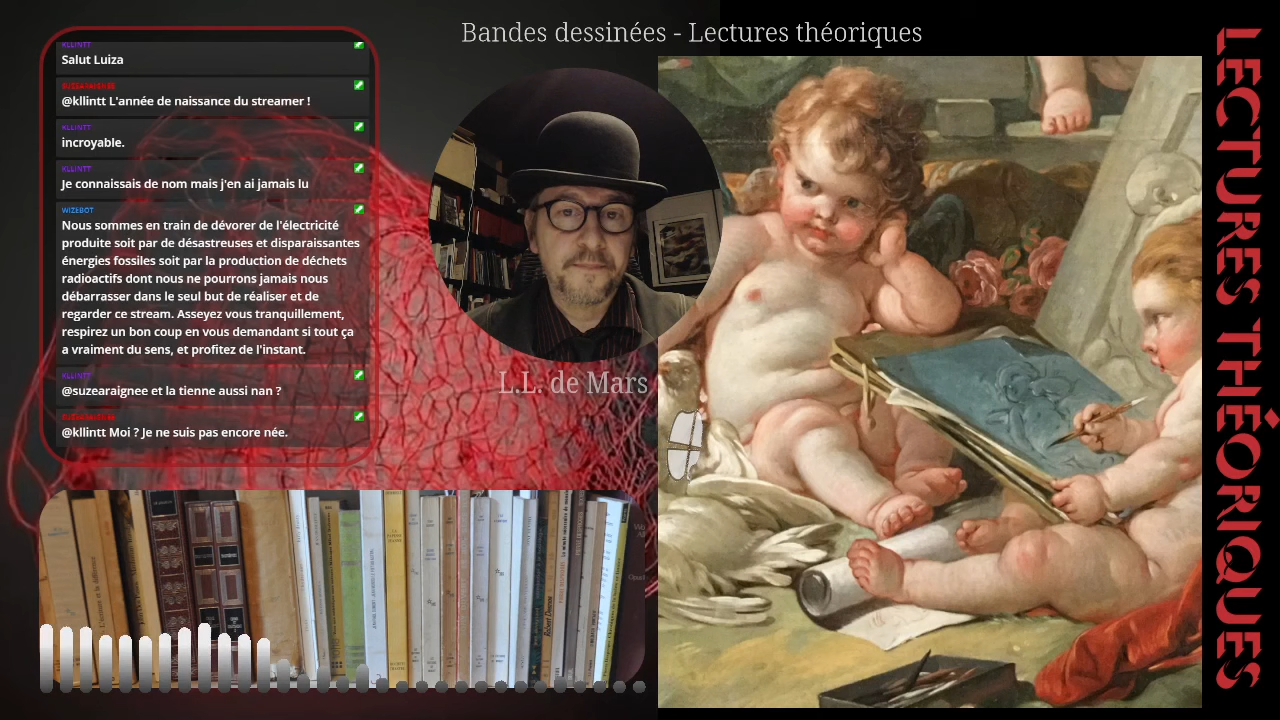 Bandes dessinées - Lectures théoriques
KLLINTT
Salut Luiza
SUZEARAIGNEE
@kllintt L'année de naissance du streamer !
KLLINTT
incroyable.
KLLINTT
Je connaissais de nom mais j'en ai jamais lu
WIZEBOT
Nous sommes en train de dévorer de l'électricité
produite soit par de désastreuses et disparaissantes
énergies fossiles soit par la production de déchets
radioactifs dont nous ne pourrons jamais nous
débarrasser dans le seul but de réaliser et de
regarder ce stream. Asseyez vous tranquillement,
respirez un bon coup en vous demandant si tout ça
a vraiment du sens, et profitez de l'instant.
KLLINTT
@suzearaignee et la tienne aussi nan ?
SUZEARAIGNEE
@kllintt Moi ? Je ne suis pas encore née.
L.L. de Mars
LECTURES THÉORIQUES